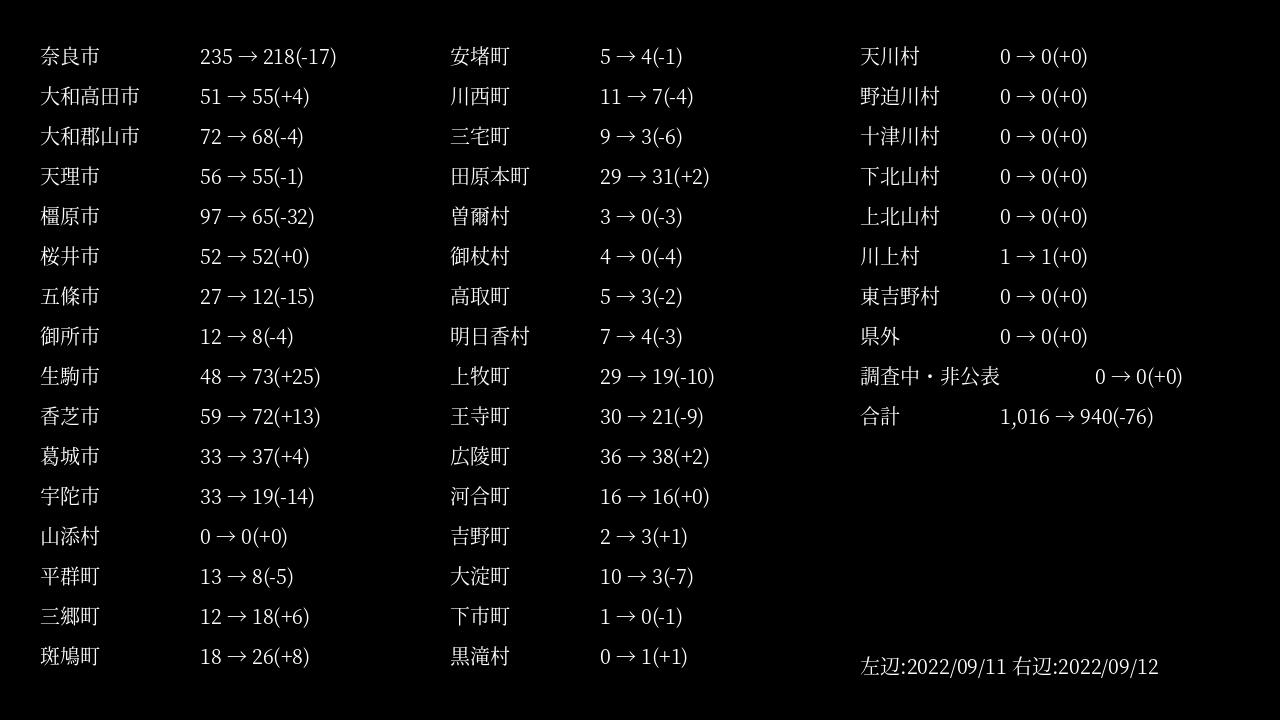 奈良市 235 → 218(-17)
大和高田市 51 → 55(+4)
大和郡山市 72 → 68(-4)
天理市 56 → 55(-1)
橿原市 97 → 65(-32)
桜井市 52 → 52(+0)
五條市 27 → 12(-15)
御所市 12 → 8(-4)
生駒市 48 → 73(+25)
香芝市 59 → 72(+13)
葛城市 33 → 37(+4)
宇陀市 33 → 19(-14)
山添村 0 → 0(+0)
平群町 13 → 8(-5)
三郷町 12 → 18(+6)
斑鳩町 18 → 26(+8)
安堵町 5 → 4(-1)
川西町 11 → 7(-4)
三宅町 9 → 3(-6)
田原本町 29 → 31(+2)
曽爾村 3 → 0(-3)
御杖村 4 → 0(-4)
高取町 5 → 3(-2)
明日香村 7 → 4(-3)
上牧町 29 → 19(-10)
王寺町 30 → 21(-9)
広陵町 36 → 38(+2)
河合町 16 → 16(+0)
吉野町 2 → 3(+1)
大淀町 10 → 3(-7)
下市町 1 → 0(-1)
黒滝村 0 → 1(+1)
天川村 0 → 0(+0)
野迫川村 0 → 0(+0)
十津川村 0 → 0(+0)
下北山村 0 → 0(+0)
上北山村 0 → 0(+0)
川上村 1 → 1(+0)
東吉野村 0 → 0(+0)
県外 0 → 0(+0)
調査中・非公表 0 → 0(+0)
合計 1,016 → 940(-76)
左辺:2022/09/11 右辺:2022/09/12